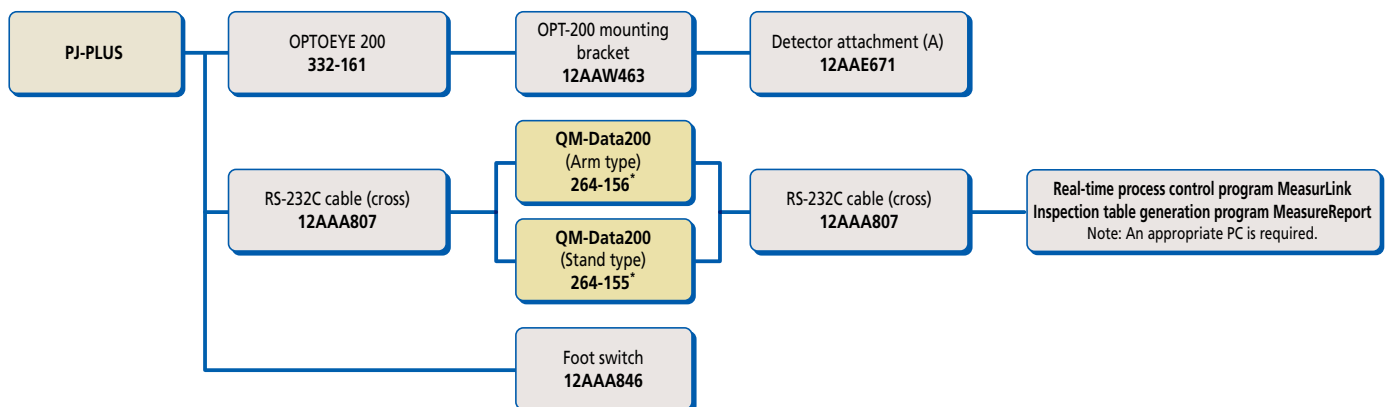 PJ-PLUS
OPTOEYE 200
332-161
OPT-200 mounting
bracket
12AAW463
Detector attachment (A)
12AAE671
RS-232C cable (cross)
12AAA807
QM-Data200
(Arm type)
264-156*
QM-Data200
(Stand type)
264-155*
RS-232C cable (cross)
12AAA807
Real-time process control program MeasurLink
Inspection table generation program MeasureReport
Note: An appropriate PC is required.
Foot switch
12AAA846